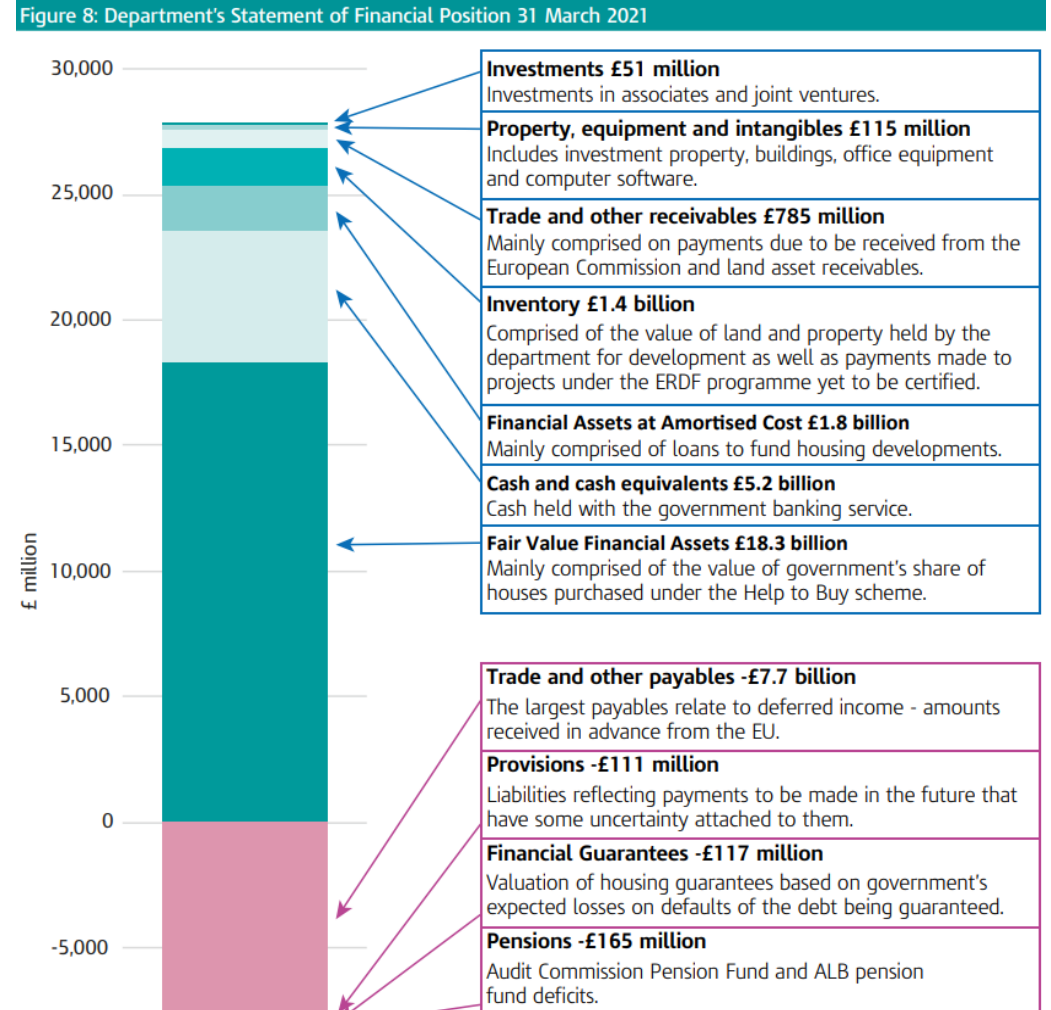 Figure 8: Department's Statement of Financial Position 31 March 2021
30,000
25,000
20,000
15,000
10,000
5,000
0
-5,000
£ million
Investments £51 million
Investments in associates and joint ventures.
Property, equipment and intangibles £115 million
Includes investment property, buildings, office equipment
and computer software.
Trade and other receivables £785 million
Mainly comprised on payments due to be received from the
European Commission and land asset receivables.
Inventory £1.4 billion
Comprised of the value of land and property held by the
department for development as well as payments made to
projects under the ERDF programme yet to be certified.
Financial Assets at Amortised Cost £1.8 billion
Mainly comprised of loans to fund housing developments.
Cash and cash equivalents £5.2 billion
Cash held with the government banking service.
Fair Value Financial Assets £18.3 billion
Mainly comprised of the value of government's share of
houses purchased under the Help to Buy scheme.
Trade and other payables -£7.7 billion
The largest payables relate to deferred income - amounts
received in advance from the EU.
Provisions -£111 million
Liabilities reflecting payments to be made in the future that
have some uncertainty attached to them.
Financial Guarantees -£117 million
Valuation of housing guarantees based on government's
expected losses on defaults of the debt being guaranteed.
Pensions -£165 million
Audit Commission Pension Fund and ALB pension
fund deficits.